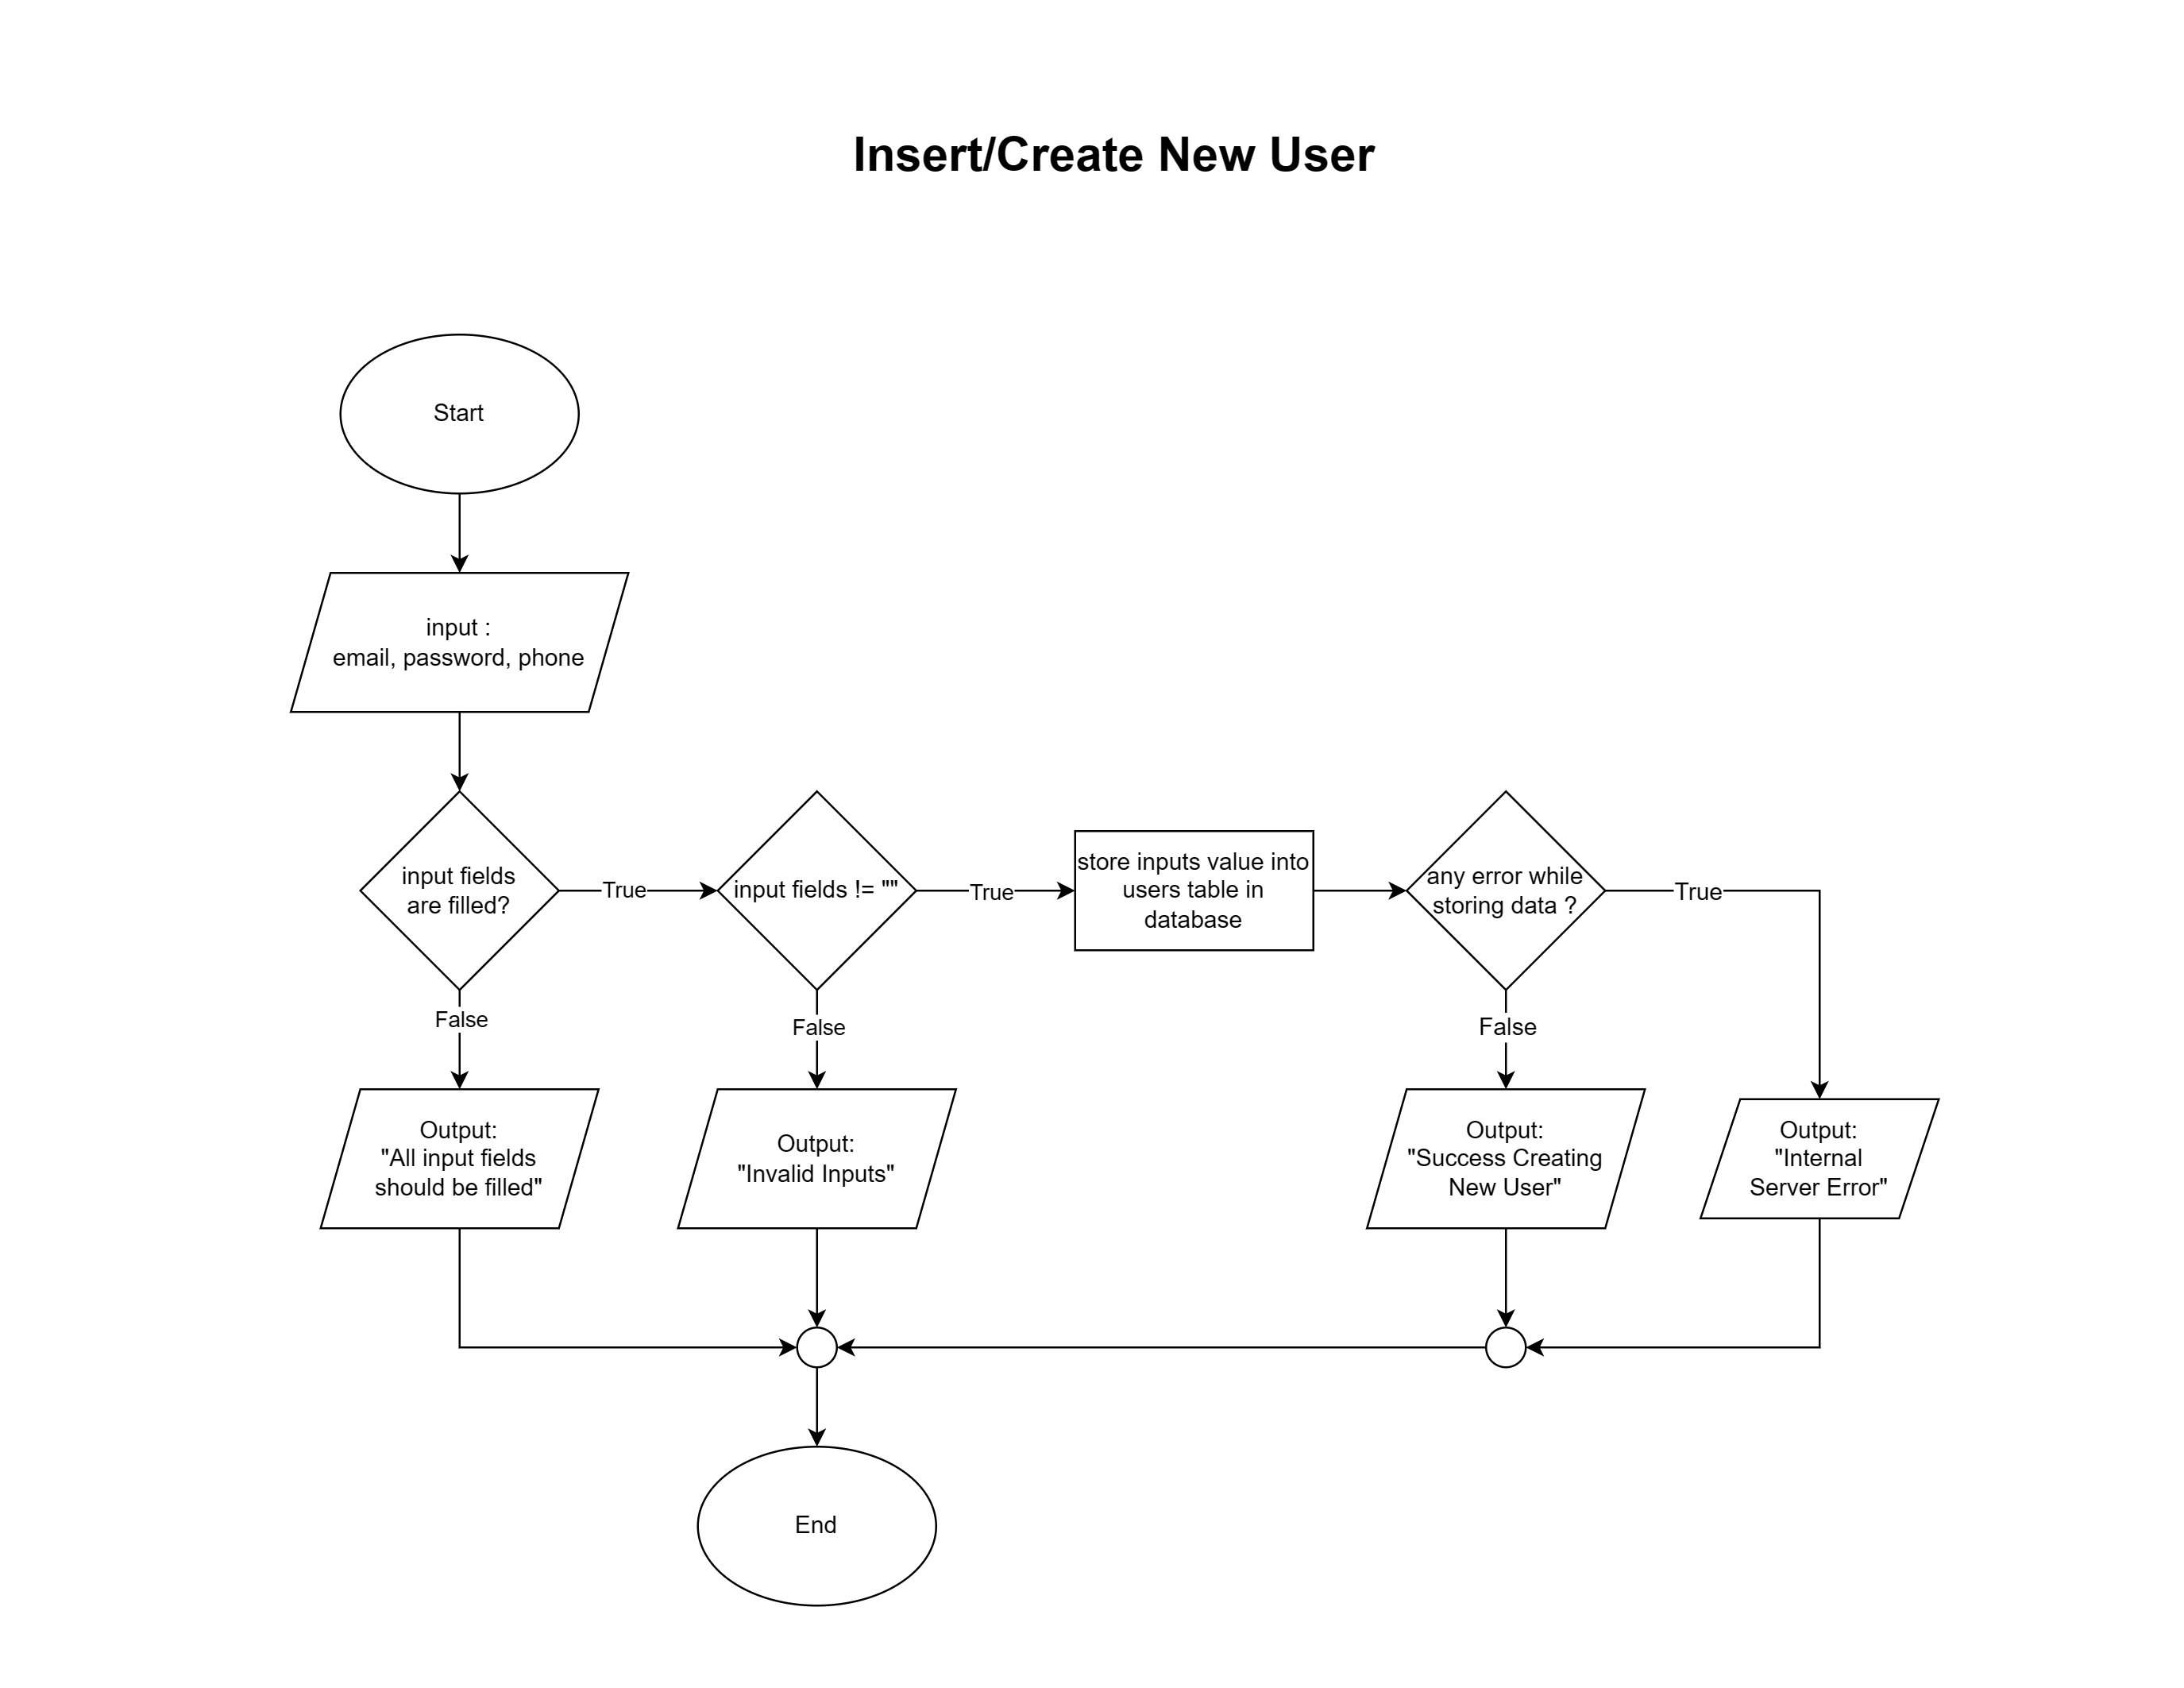 Insert/Create New User
Start
input :
email, password, phone
input fields
are filled?
True
input fields != ""
True
store inputs value into
users table in
database
any error while
storing data ?
True
False
False
False
Output:
"All input fields
should be filled"
Output:
"Invalid Inputs"
Output:
"Success Creating
New User"
Output:
"Internal
Server Error"
End